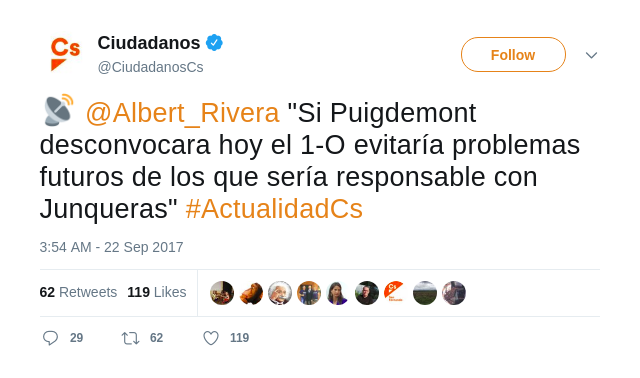 Cs
Ciudadanos
@CiudadanosCs
Follow
@Albert_Rivera "Si Puigdemont
desconvocara hoy el 1-O evitaría problemas
futuros de los que sería responsable con
Junqueras" #ActualidadCs
3:54 AM - 22 Sep 2017
62 Retweets 119 Likes
Cs
29 62 119